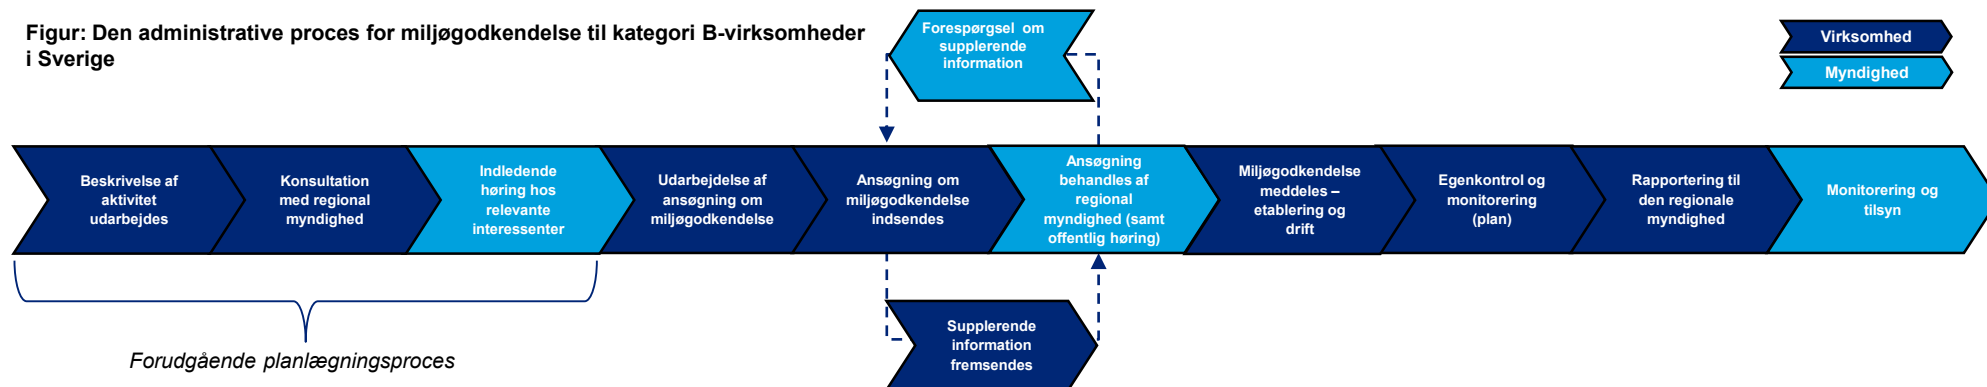 Figur: Den administrative proces for miljøgodkendelse til kategori B-virksomheder
i Sverige
Forespørgsel om
supplerende
information
Virksomhed
Myndighed
Beskrivelse af
aktivitet
udarbejdes
Konsultation
med regional
myndighed
Indledende
høring hos
relevante
interessenter
Udarbejdelse af
ansøgning om
miljøgodkendelse
Ansøgning om
miljøgodkendelse
indsendes
Ansøgning
behandles af
regional
myndighed (samt
offentlig høring)
Miljøgodkendelse
meddeles –
etablering og
drift
Egenkontrol og
monitorering
(plan)
Rapportering til
den regionale
myndighed
Monitorering og
tilsyn
Supplerende
information
fremsendes
Forudgående planlægningsproces